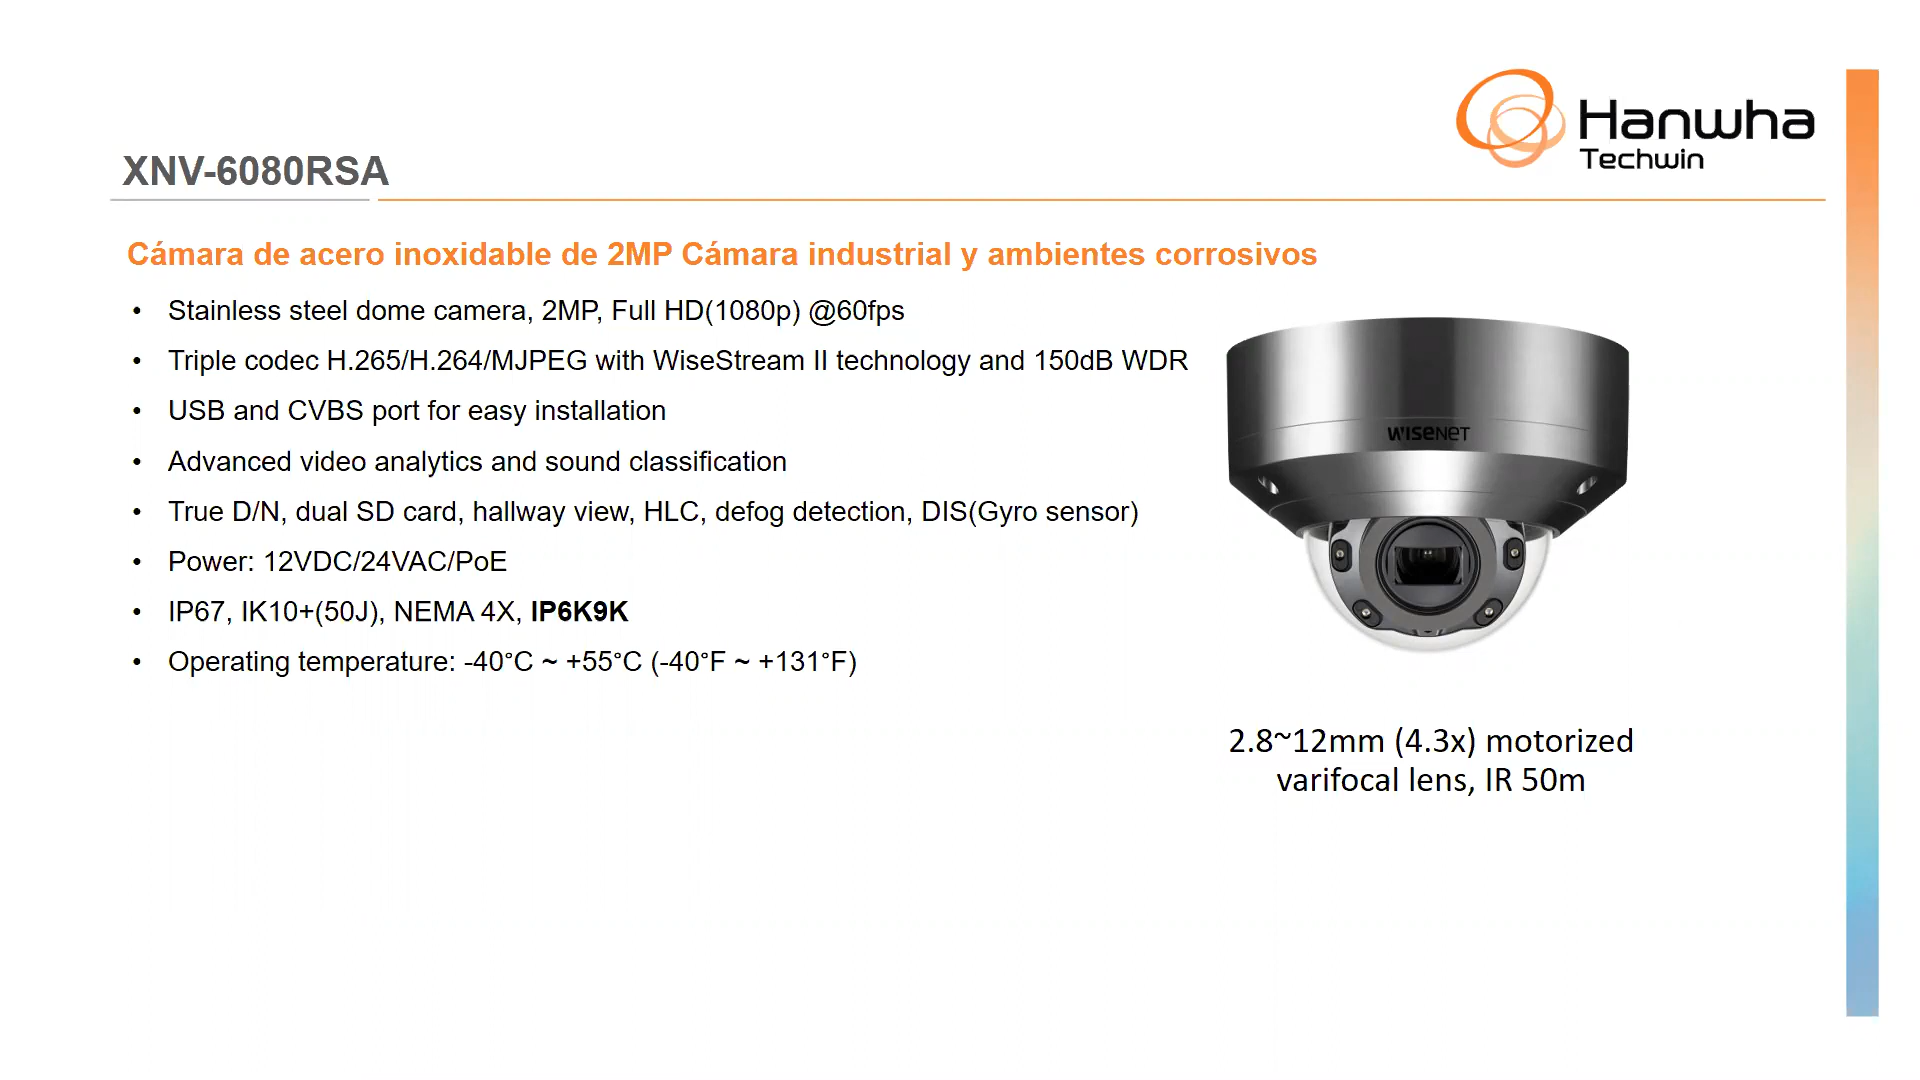 Hanwha
Techwin
XNV-6080RSA
Cámara de acero inoxidable de 2MP Cámara industrial y ambientes corrosivos
• Stainless steel dome camera, 2MP, Full HD(1080p) @60fps
• Triple codec H.265/H.264/MJPEG with WiseStream II technology and 150dB WDR
• USB and CVBS port for easy installation
• Advanced video analytics and sound classification
• True D/N, dual SD card, hallway view, HLC, defog detection, DIS(Gyro sensor)
• Power: 12VDC/24VAC/PoE
• IP67, IK10+(50J), NEMA 4X, IP6K9K
• Operating temperature: -40°C ~ +55°C (-40°F ~ +131°F)
WISENET
2.8~12mm (4.3x) motorized
varifocal lens, IR 50m